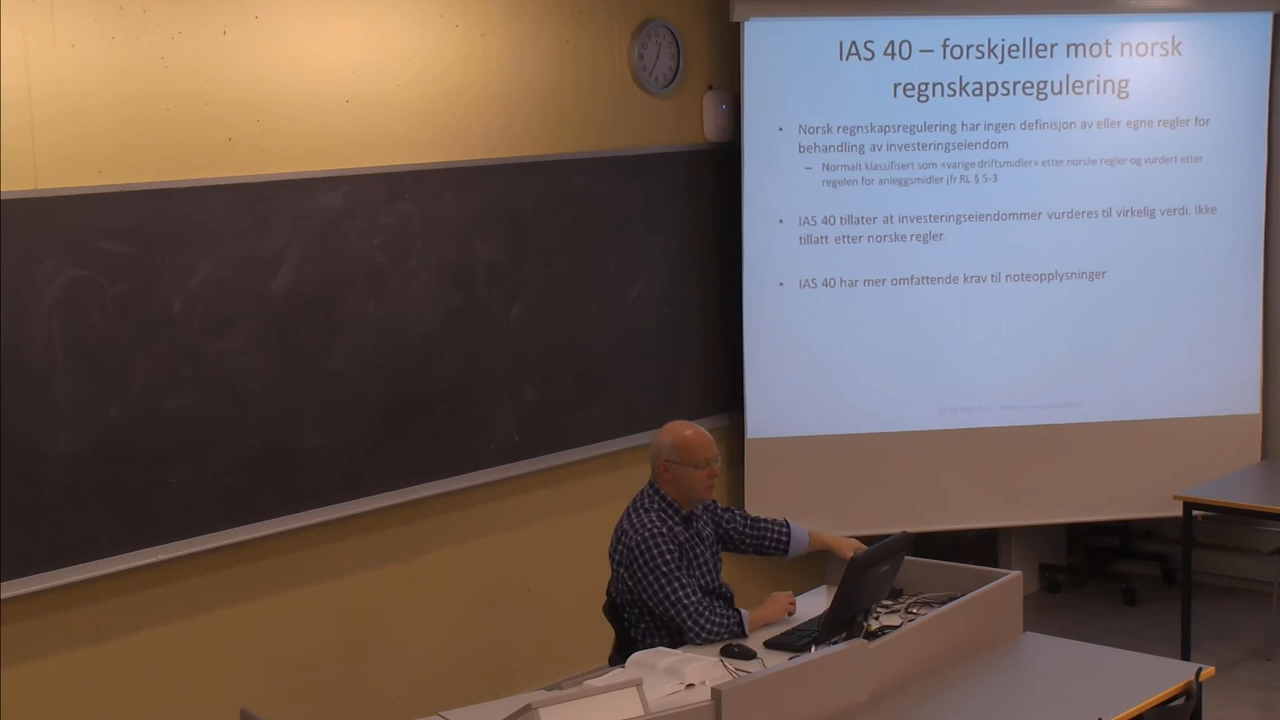 IAS 40 – forskjeller mot norsk
regnskapsregulering
• Norsk regnskapsregulering har ingen definisjon av eller egne regler for
behandling av investeringseiendom
– Normalt klassifisert som «varige driftsmidler» etter norske regler og vurdert etter
regelen for anleggsmidler jfr RL § 5-3
• IAS 40 tillater at investeringseiendommer vurderes til virkelig verdi. Ikke
tillatt etter norske regler.
• IAS 40 har mer omfattende krav til noteopplysninger